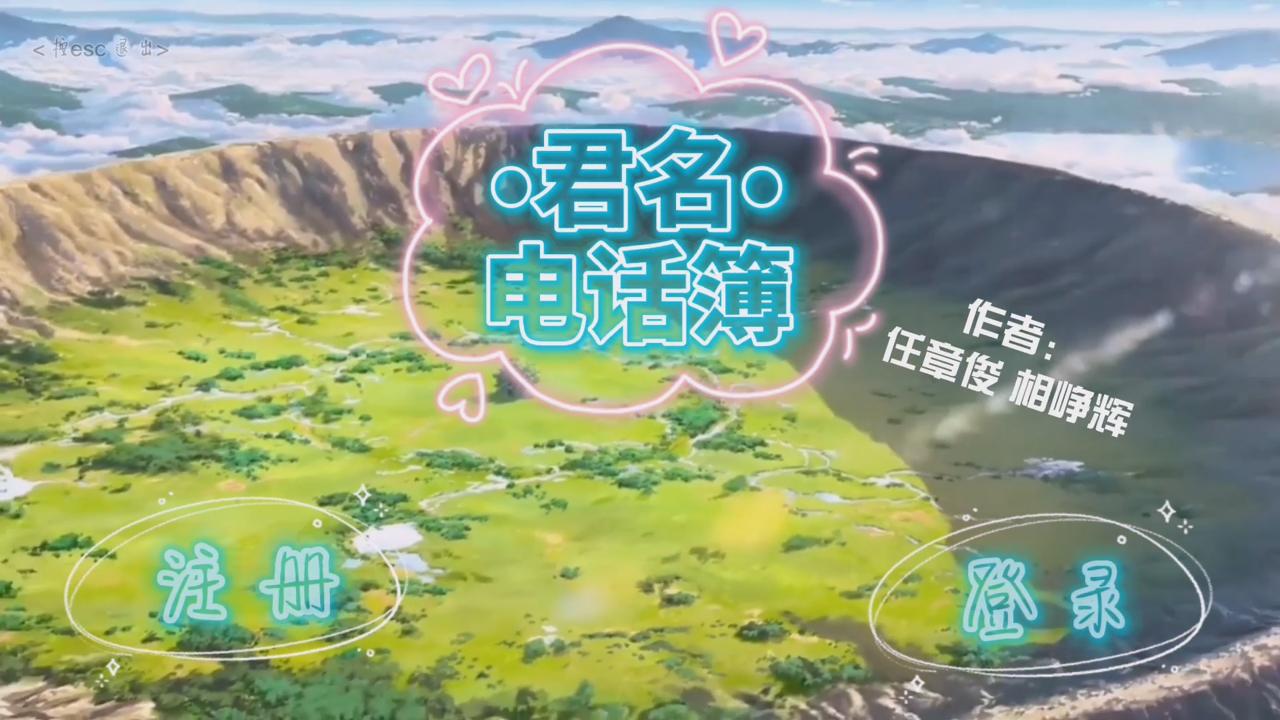 <按esc 退 出>
·君名·
电话簿
作者：
任章俊 相峥辉
注 册
登 录